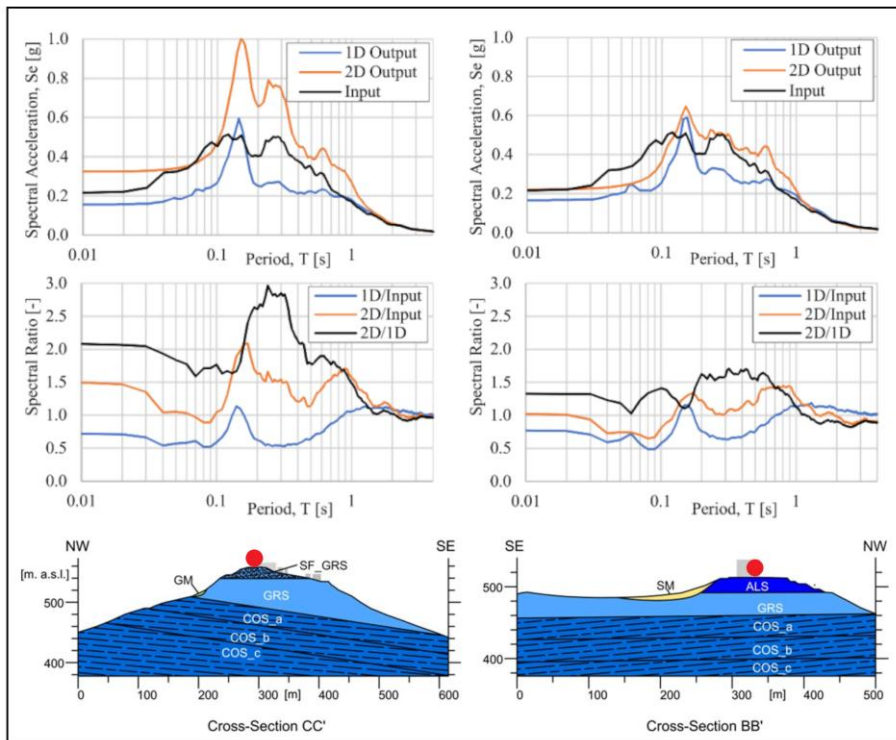 Spectral Acceleration, Se [g]
1.0
0.8
0.6
0.4
0.2
0.0
1D Output
2D Output
Input
0.01
0.1
1
Period, T [s]
Spectral Acceleration, Se [g]
1.0
0.8
0.6
0.4
0.2
0.0
1D Output
2D Output
Input
0.01
0.1
1
Period, T [s]
Spectral Ratio [-]
3.0
2.5
2.0
1.5
1.0
0.5
0.0
1D/Input
2D/Input
2D/1D
0.01
0.1
1
Period, T [s]
Spectral Ratio [-]
3.0
2.5
2.0
1.5
1.0
0.5
0.0
1D/Input
2D/Input
2D/1D
0.01
0.1
1
Period, T [s]
NW
SE
[m. a.s.l.]
500
400
GM
SF_GRS
GRS
COS_a
COS_b
COS_c
0 100 200 300 [m] 400 500 600
Cross-Section CC'
SE
NW
500
400
SM
ALS
GRS
COS_a
COS_b
COS_c
0 100 200 300 [m] 400 500
Cross-Section BB'